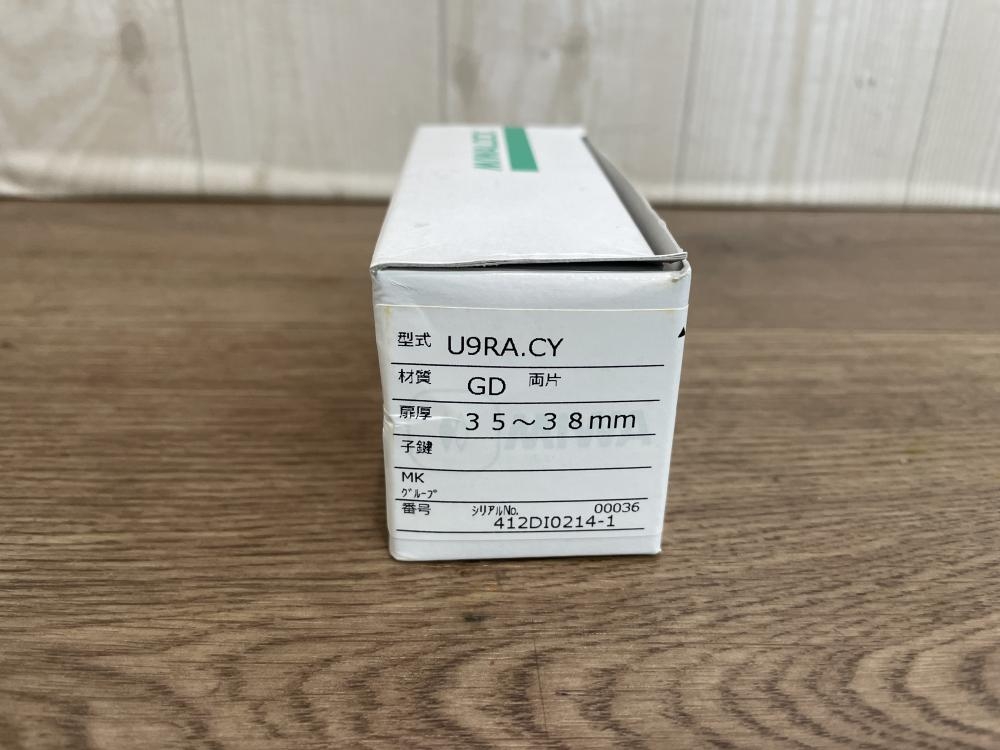 MIWALOCK
型式 U9RA.CY
材質 GD 両片
扉厚 35～38mm
子鍵
MK
グループ
番号 シリアルNo. 00036
412DI0214-1